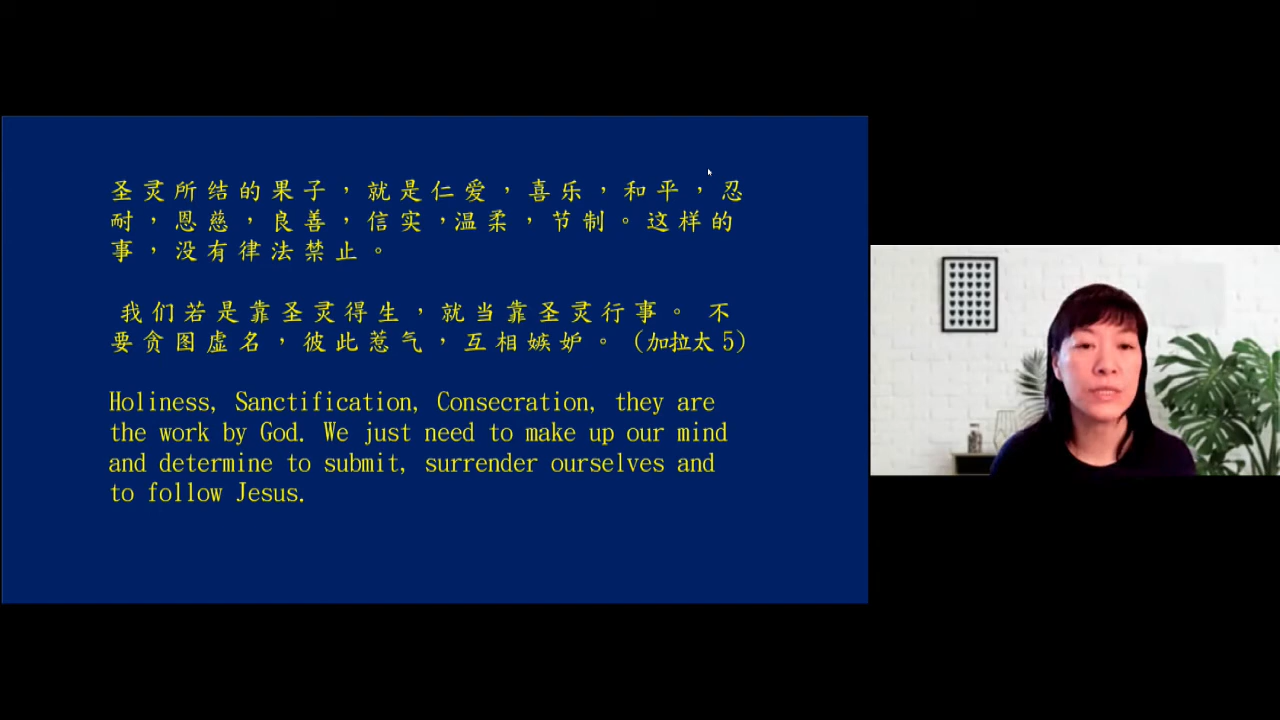 圣灵所结的果子，就是仁爱，喜乐，和平，忍
耐，恩慈，良善，信实，温柔，节制。这样的
事，没有律法禁止。
我们若是靠圣灵得生，就当靠圣灵行事。 不
要贪图虚名，彼此惹气，互相嫉妒。（加拉太 5）
Holiness, Sanctification, Consecration, they are
the work by God. We just need to make up our mind
and determine to submit, surrender ourselves and
to follow Jesus.